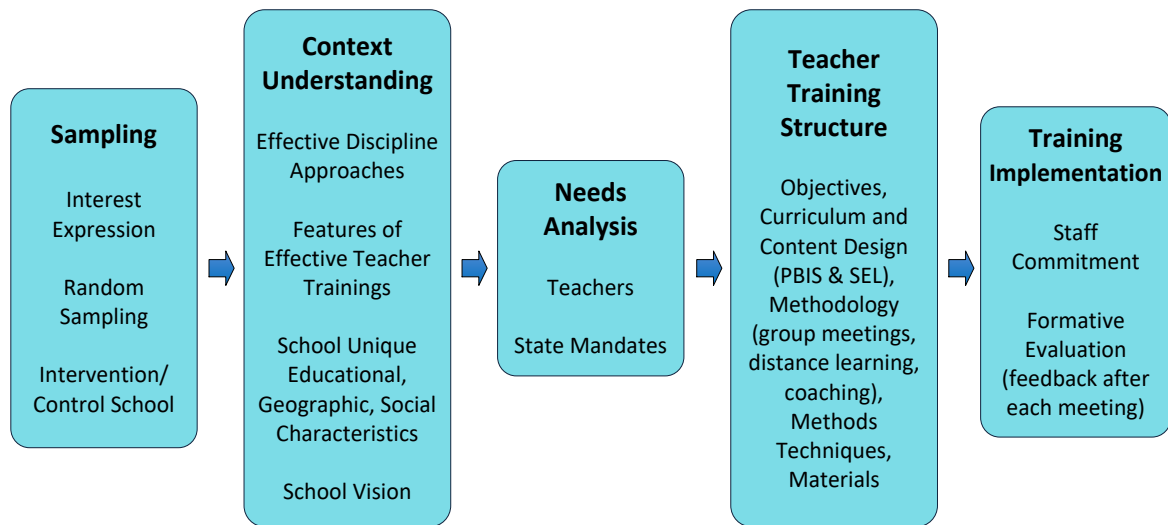 Sampling
Interest
Expression
Random
Sampling
Intervention/
Control School
Context
Understanding
Effective Discipline
Approaches
Features of
Effective Teacher
Trainings
School Unique
Educational,
Geographic, Social
Characteristics
School Vision
Needs
Analysis
Teachers
State Mandates
Teacher
Training
Structure
Objectives,
Curriculum and
Content Design
(PBIS & SEL),
Methodology
(group meetings,
distance learning,
coaching),
Methods
Techniques,
Materials
Training
Implementation
Staff
Commitment
Formative
Evaluation
(feedback after
each meeting)